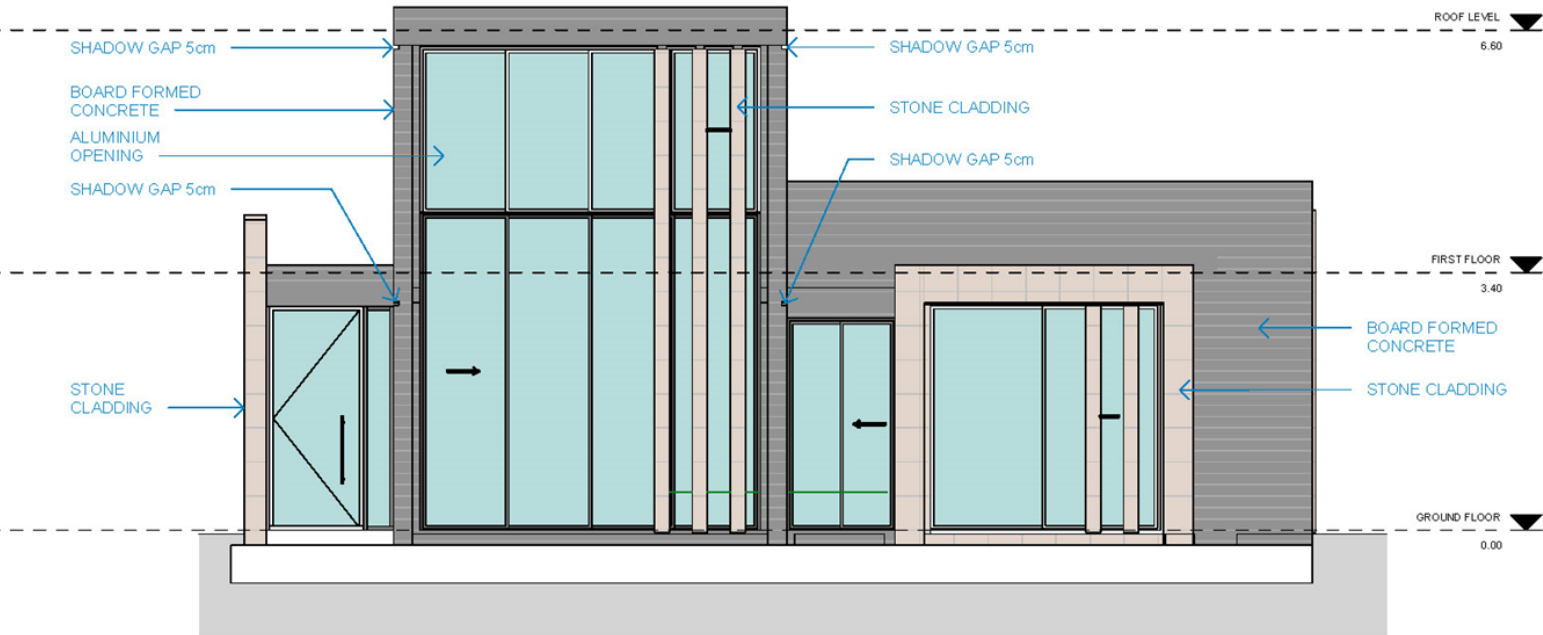 ROOF LEVEL
6.60
SHADOW GAP 5cm
SHADOW GAP 5cm
BOARD FORMED
CONCRETE
STONE CLADDING
ALUMINIUM
OPENING
SHADOW GAP 5cm
SHADOW GAP 5cm
FIRST FLOOR
3.40
BOARD FORMED
CONCRETE
STONE
CLADDING
STONE CLADDING
GROUND FLOOR
0.00